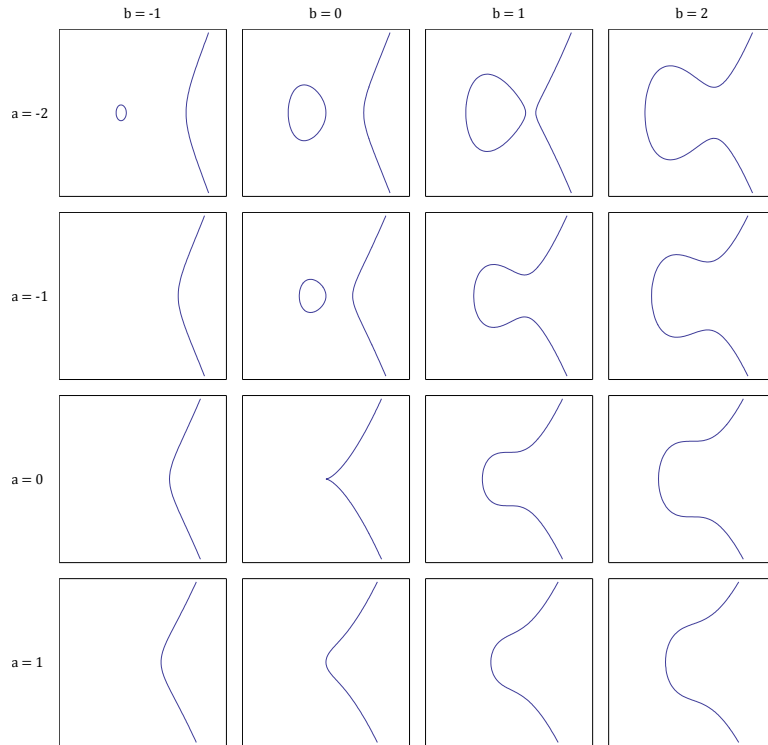 b = -1 b = 0 b = 1 b = 2
a = -2
a = -1
a = 0
a = 1